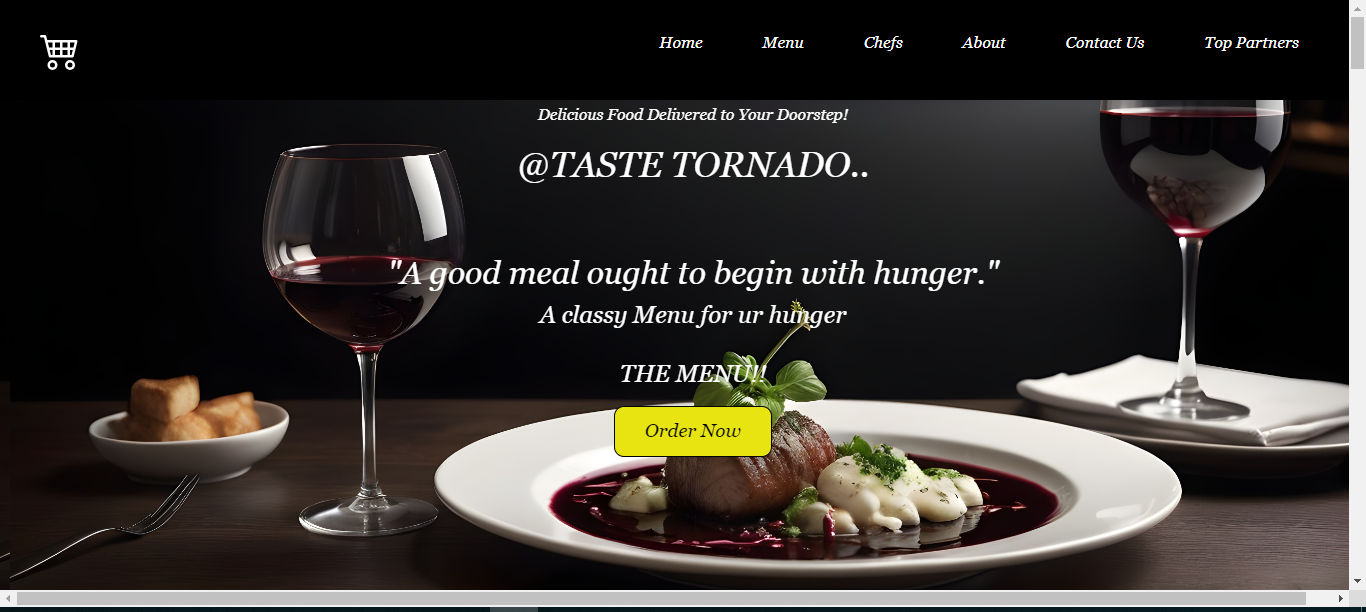 Home Menu Chefs About Contact Us Top Partners
Delicious Food Delivered to Your Doorstep!
@TASTE TORNADO..
"A good meal ought to begin with hunger."
A classy Menu for ur hunger
THE MENU!!
Order Now